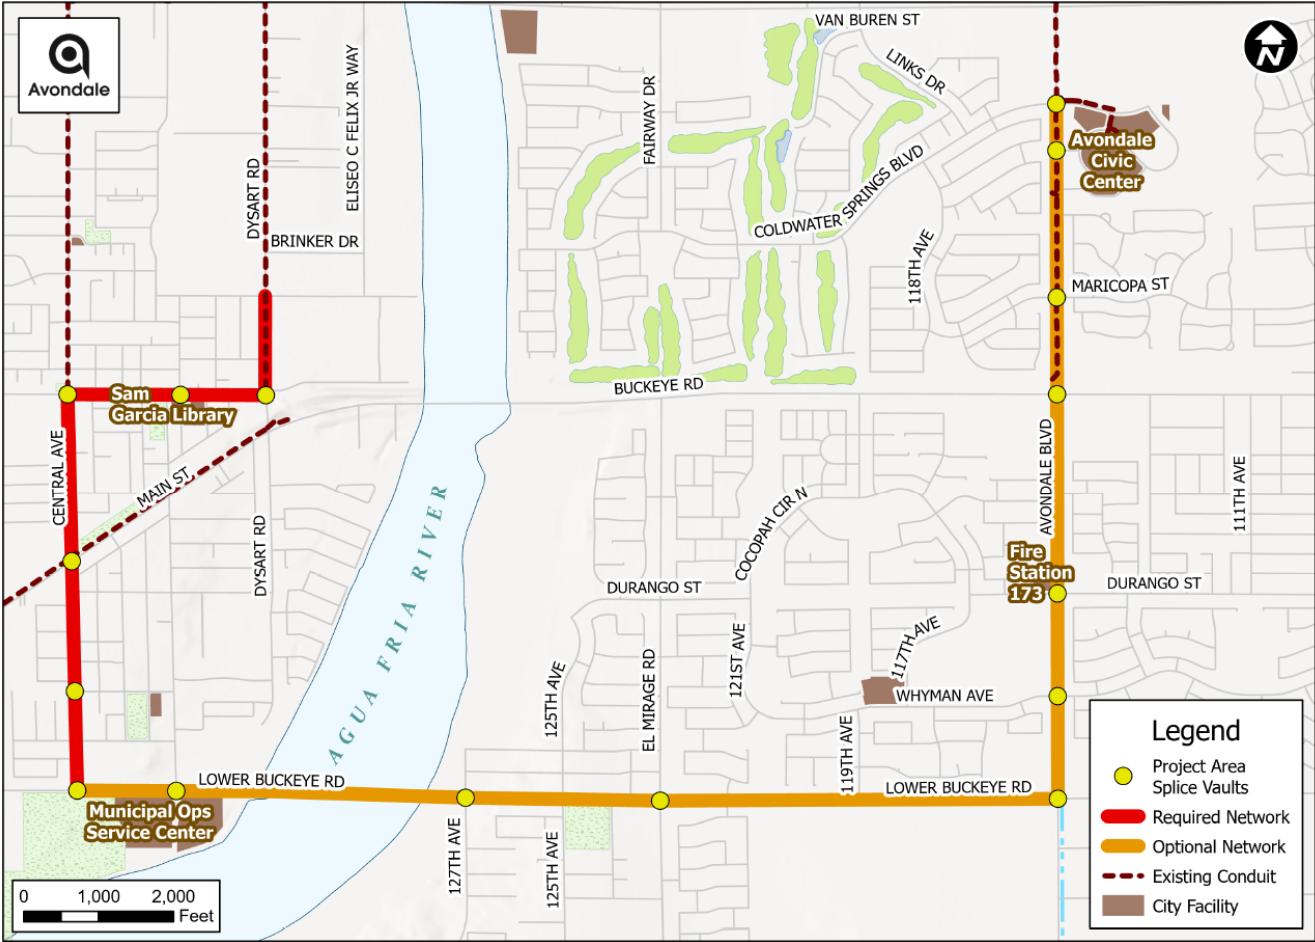 VAN BUREN ST
N
Avondale
LINKS DR
ELISEO C FELIX JR WAY
FAIRWAY DR
DYSART RD
Avondale
Civic
Center
COLDWATER SPRINGS BLVD
BRINKER DR
118TH AVE
MARICOPA ST
BUCKEYE RD
Sam
Garcia Library
CENTRAL AVE
MAIN ST
AVONDALE BLVD
111TH AVE
DYSART RD
AGUA FRIA RIVER
COCOPAH CIR N
Fire
Station
173
DURANGO ST
DURANGO ST
125TH AVE
EL MIRAGE RD
121ST AVE
117TH AVE
WHYMAN AVE
119TH AVE
LOWER BUCKEYE RD
LOWER BUCKEYE RD
Municipal Ops
Service Center
127TH AVE
125TH AVE
Legend
Project Area
Splice Vaults
Required Network
Optional Network
Existing Conduit
City Facility
0 1,000 2,000
Feet